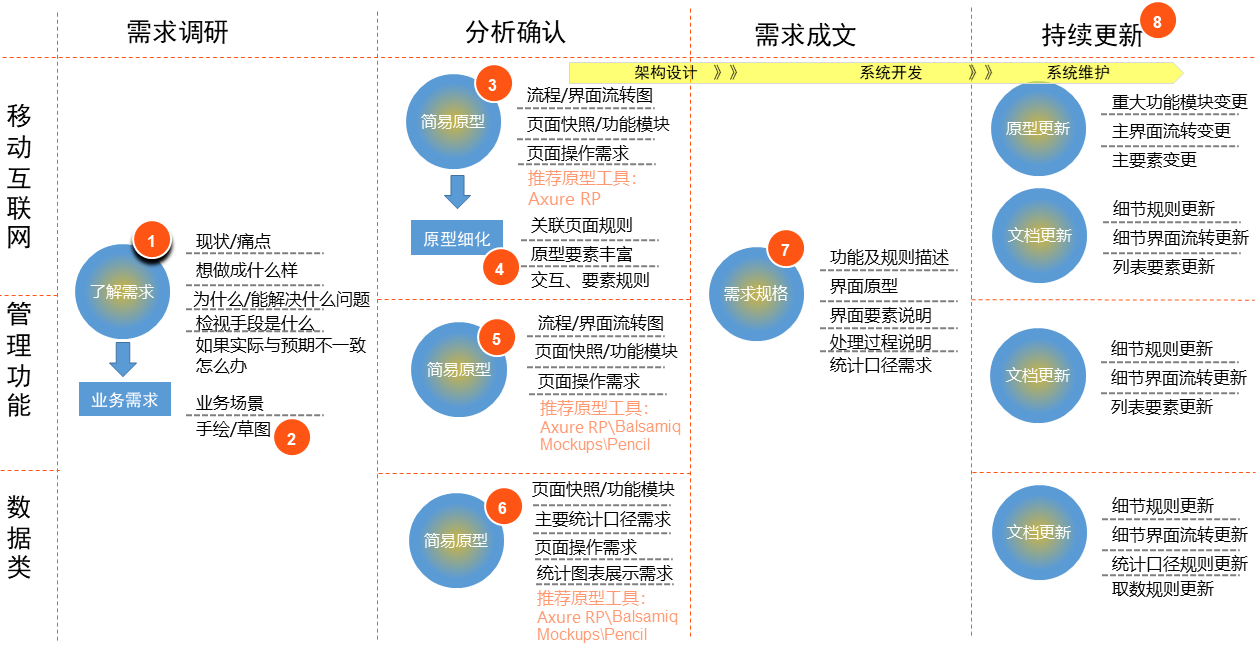 需求调研
分析确认
需求成文
持续更新
8
架构设计 》》 系统开发 》》 系统维护
移动互联网
管理功能
数据类
1
了解需求
现状/痛点
想做成什么样
为什么/能解决什么问题
检视手段是什么
如果实际与预期不一致
怎么办
业务需求
业务场景
手绘/草图
2
3
简易原型
流程/界面流转图
页面快照/功能模块
页面操作需求
推荐原型工具：
Axure RP
原型细化
4
关联页面规则
原型要素丰富
交互、要素规则
5
简易原型
流程/界面流转图
页面快照/功能模块
页面操作需求
推荐原型工具：
Axure RP\Balsamiq
Mockups\Pencil
6
简易原型
页面快照/功能模块
主要统计口径需求
页面操作需求
统计图表展示需求
推荐原型工具：
Axure RP\Balsamiq
Mockups\Pencil
7
需求规格
功能及规则描述
界面原型
界面要素说明
处理过程说明
统计口径需求
原型更新
重大功能模块变更
主界面流转变更
主要素变更
文档更新
细节规则更新
细节界面流转更新
列表要素更新
文档更新
细节规则更新
细节界面流转更新
列表要素更新
文档更新
细节规则更新
细节界面流转更新
统计口径规则更新
取数规则更新